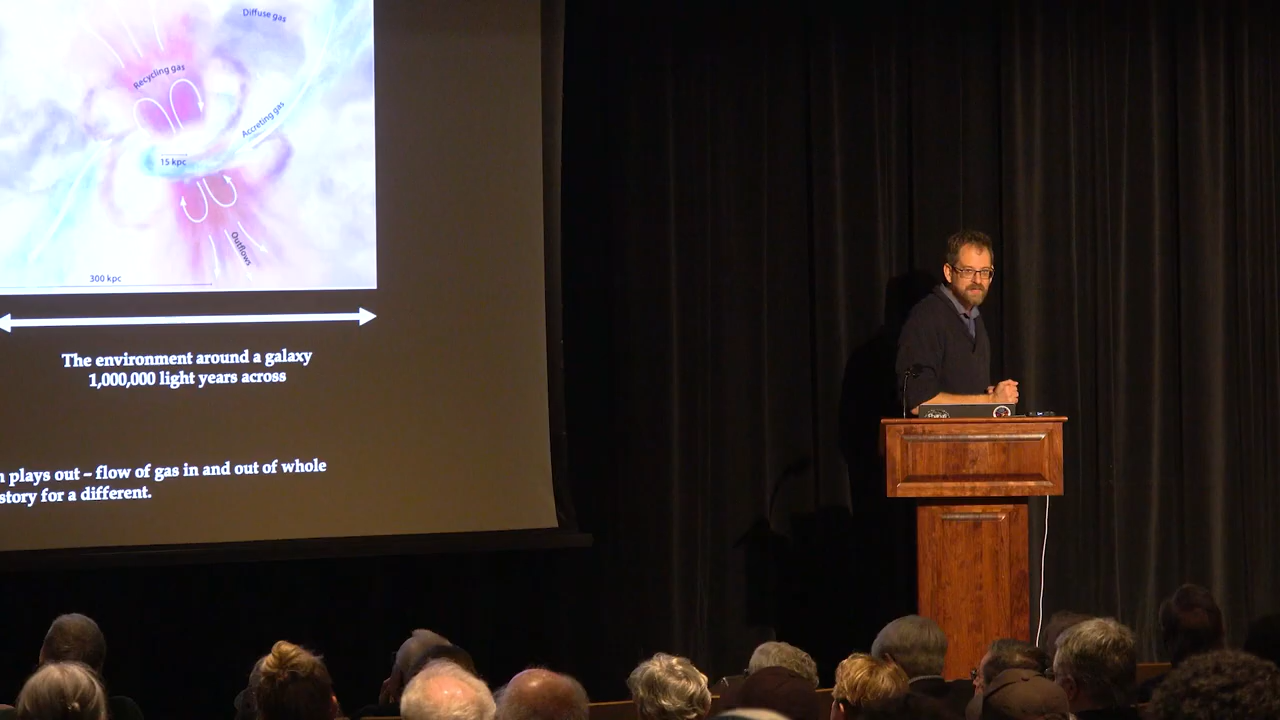 Diffuse gas
Recycling gas
Accreting gas
15 kpc
Outflows
300 kpc
The environment around a galaxy
1,000,000 light years across
plays out – flow of gas in and out of whole
story for a different.